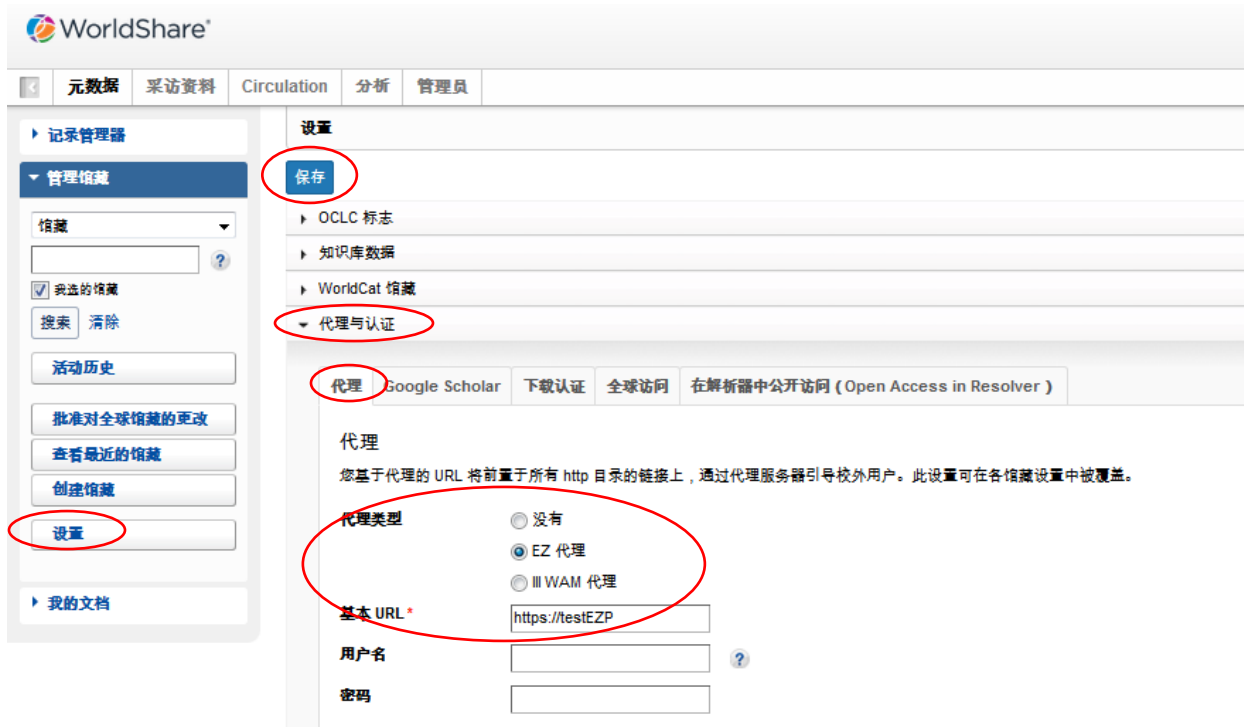 WorldShare®
元数据 采访资料 Circulation 分析 管理员
记录管理器
管理馆藏
馆藏
?
我选的馆藏
搜索 清除
活动历史
批准对全球馆藏的更改
查看最近的馆藏
创建馆藏
设置
我的文档
设置
保存
OCLC 标志
知识库数据
WorldCat 馆藏
代理与认证
代理 Google Scholar 下载认证 全球访问 在解析器中公开访问 ( Open Access in Resolver )
代理
您基于代理的 URL 将前置于所有 http 目录的链接上，通过代理服务器引导校外用户。此设置可在各馆藏设置中被覆盖。
代理类型 没有
EZ 代理
III WAM 代理
基本 URL* https://testEZP
用户名 ?
密码